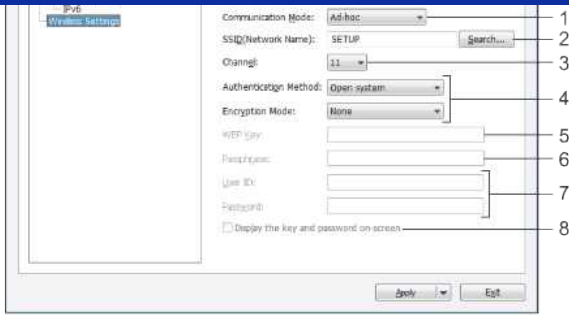 IPv6
Wireless Settings
Communication Mode: Ad-hoc 1
SSID(Network Name): SETUP Search... 2
Channel: 11 3
Authentication Method: Open system
4
Encryption Mode: None
WEP Key: 5
Passphrase: 6
User ID:
7
Password:
Display the key and password on-screen 8
Apply Exit